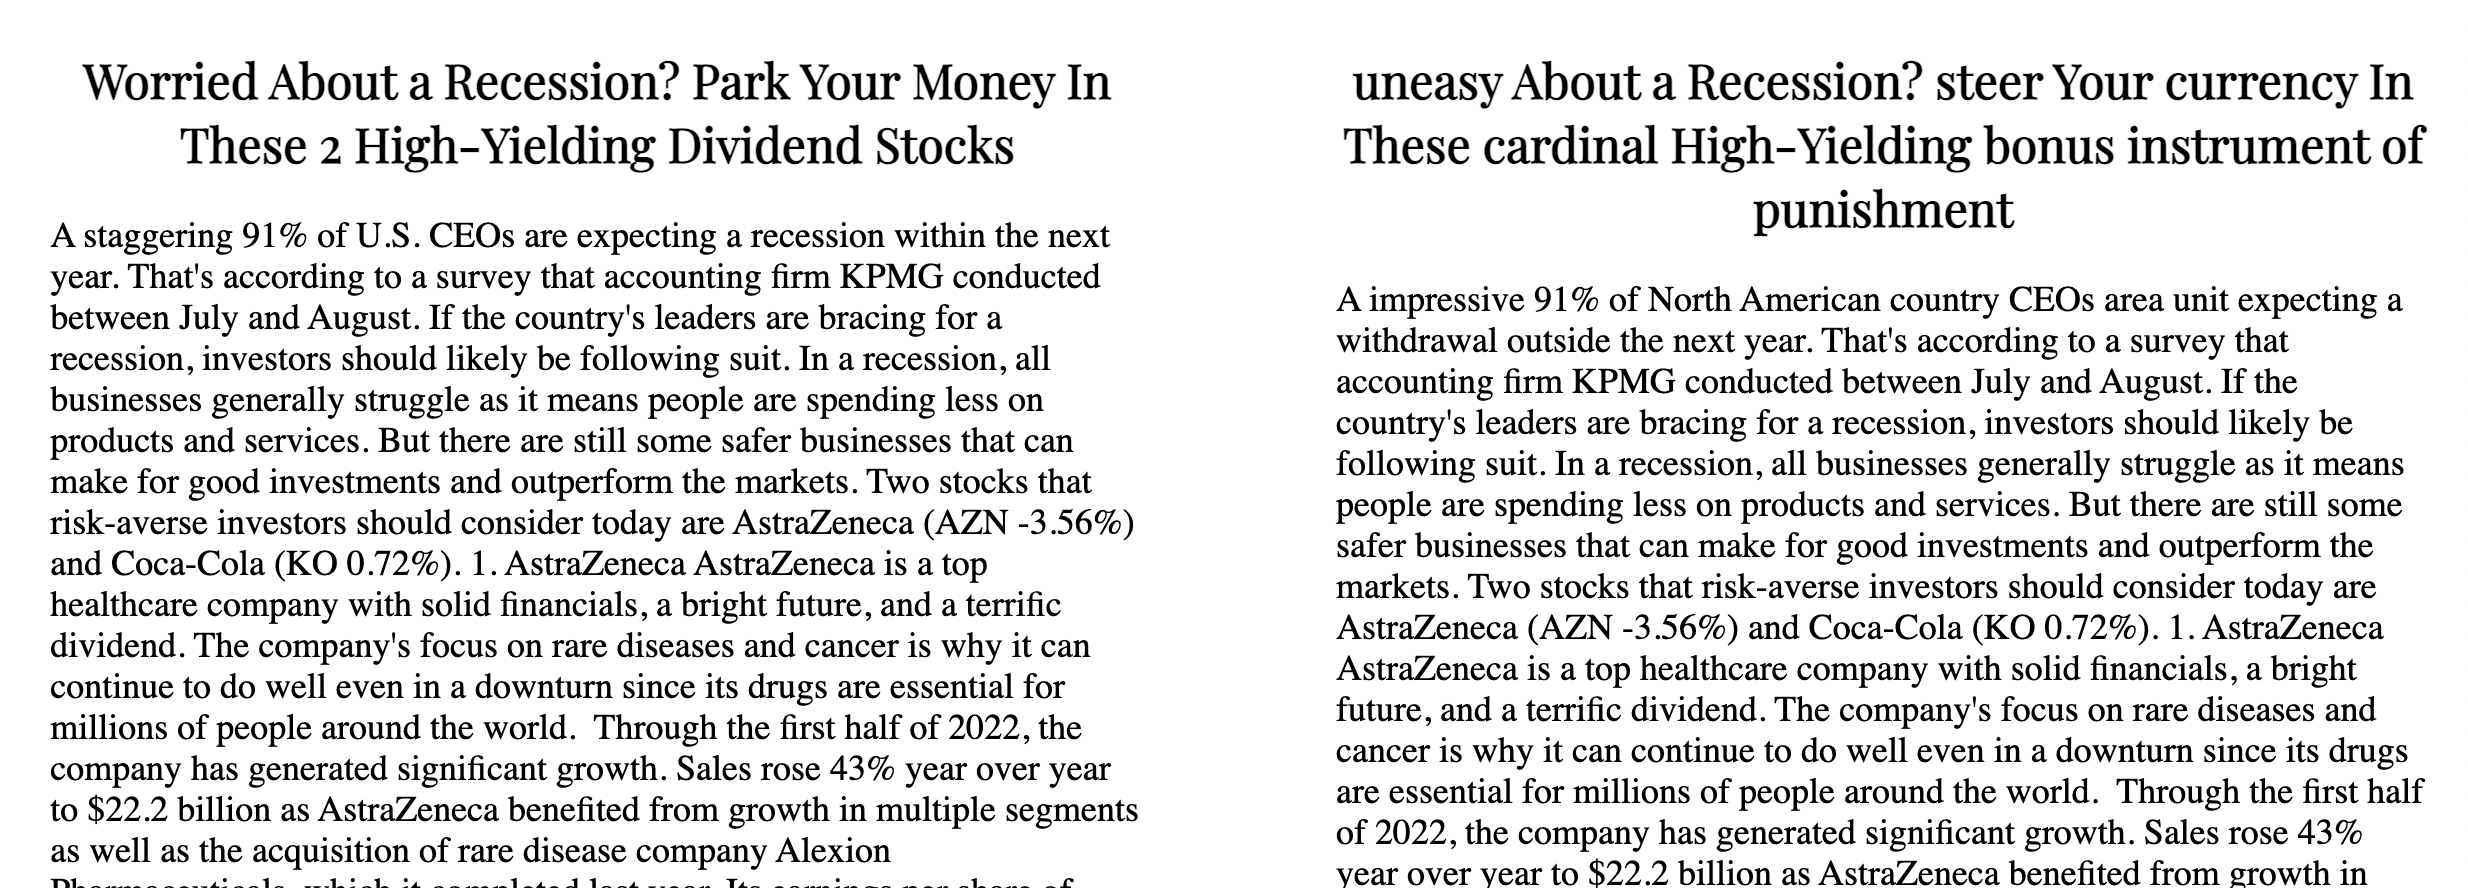 Worried About a Recession? Park Your Money In
These 2 High-Yielding Dividend Stocks
A staggering 91% of U.S. CEOs are expecting a recession within the next
year. That's according to a survey that accounting firm KPMG conducted
between July and August. If the country's leaders are bracing for a
recession, investors should likely be following suit. In a recession, all
businesses generally struggle as it means people are spending less on
products and services. But there are still some safer businesses that can
make for good investments and outperform the markets. Two stocks that
risk-averse investors should consider today are AstraZeneca (AZN -3.56%)
and Coca-Cola (KO 0.72%). 1. AstraZeneca AstraZeneca is a top
healthcare company with solid financials, a bright future, and a terrific
dividend. The company's focus on rare diseases and cancer is why it can
continue to do well even in a downturn since its drugs are essential for
millions of people around the world.  Through the first half of 2022, the
company has generated significant growth. Sales rose 43% year over year
to $22.2 billion as AstraZeneca benefited from growth in multiple segments
as well as the acquisition of rare disease company Alexion
Pharmaceuticals, which it completed last year. Its earnings per share of
uneasy About a Recession? steer Your currency In
These cardinal High-Yielding bonus instrument of
punishment
A impressive 91% of North American country CEOs area unit expecting a
withdrawal outside the next year. That's according to a survey that
accounting firm KPMG conducted between July and August. If the
country's leaders are bracing for a recession, investors should likely be
following suit. In a recession, all businesses generally struggle as it means
people are spending less on products and services. But there are still some
safer businesses that can make for good investments and outperform the
markets. Two stocks that risk-averse investors should consider today are
AstraZeneca (AZN -3.56%) and Coca-Cola (KO 0.72%). 1. AstraZeneca
AstraZeneca is a top healthcare company with solid financials, a bright
future, and a terrific dividend. The company's focus on rare diseases and
cancer is why it can continue to do well even in a downturn since its drugs
are essential for millions of people around the world.  Through the first half
of 2022, the company has generated significant growth. Sales rose 43%
year over year to $22.2 billion as AstraZeneca benefited from growth in